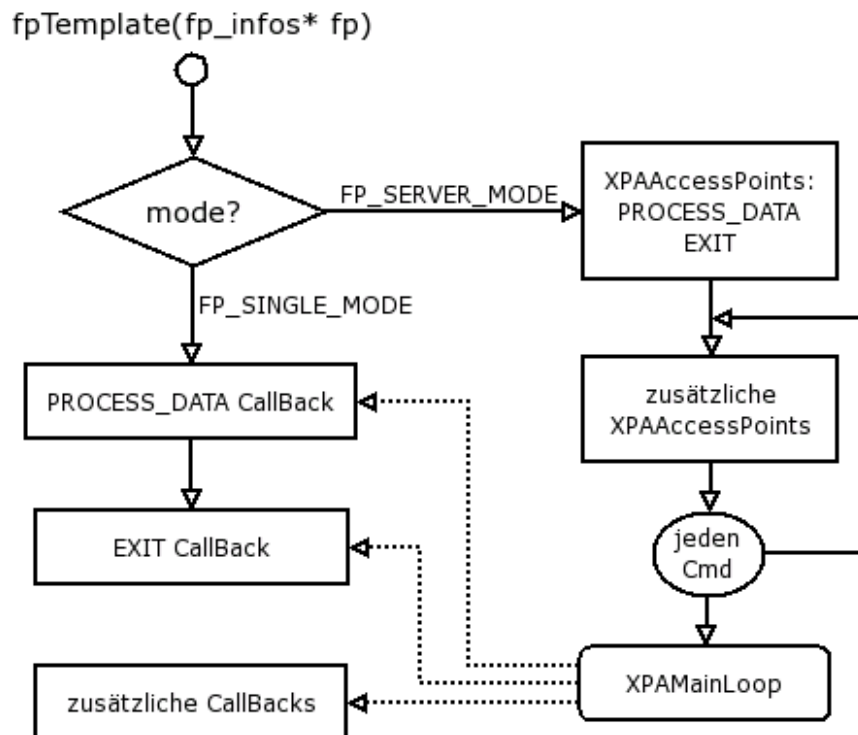 fpTemplate(fp_infos* fp)
mode?
FP_SERVER_MODE
XPAAccessPoints:
PROCESS_DATA
EXIT
FP_SINGLE_MODE
PROCESS_DATA CallBack
zusätzliche
XPAAccessPoints
EXIT CallBack
jeden
Cmd
zusätzliche CallBacks
XPAMainLoop